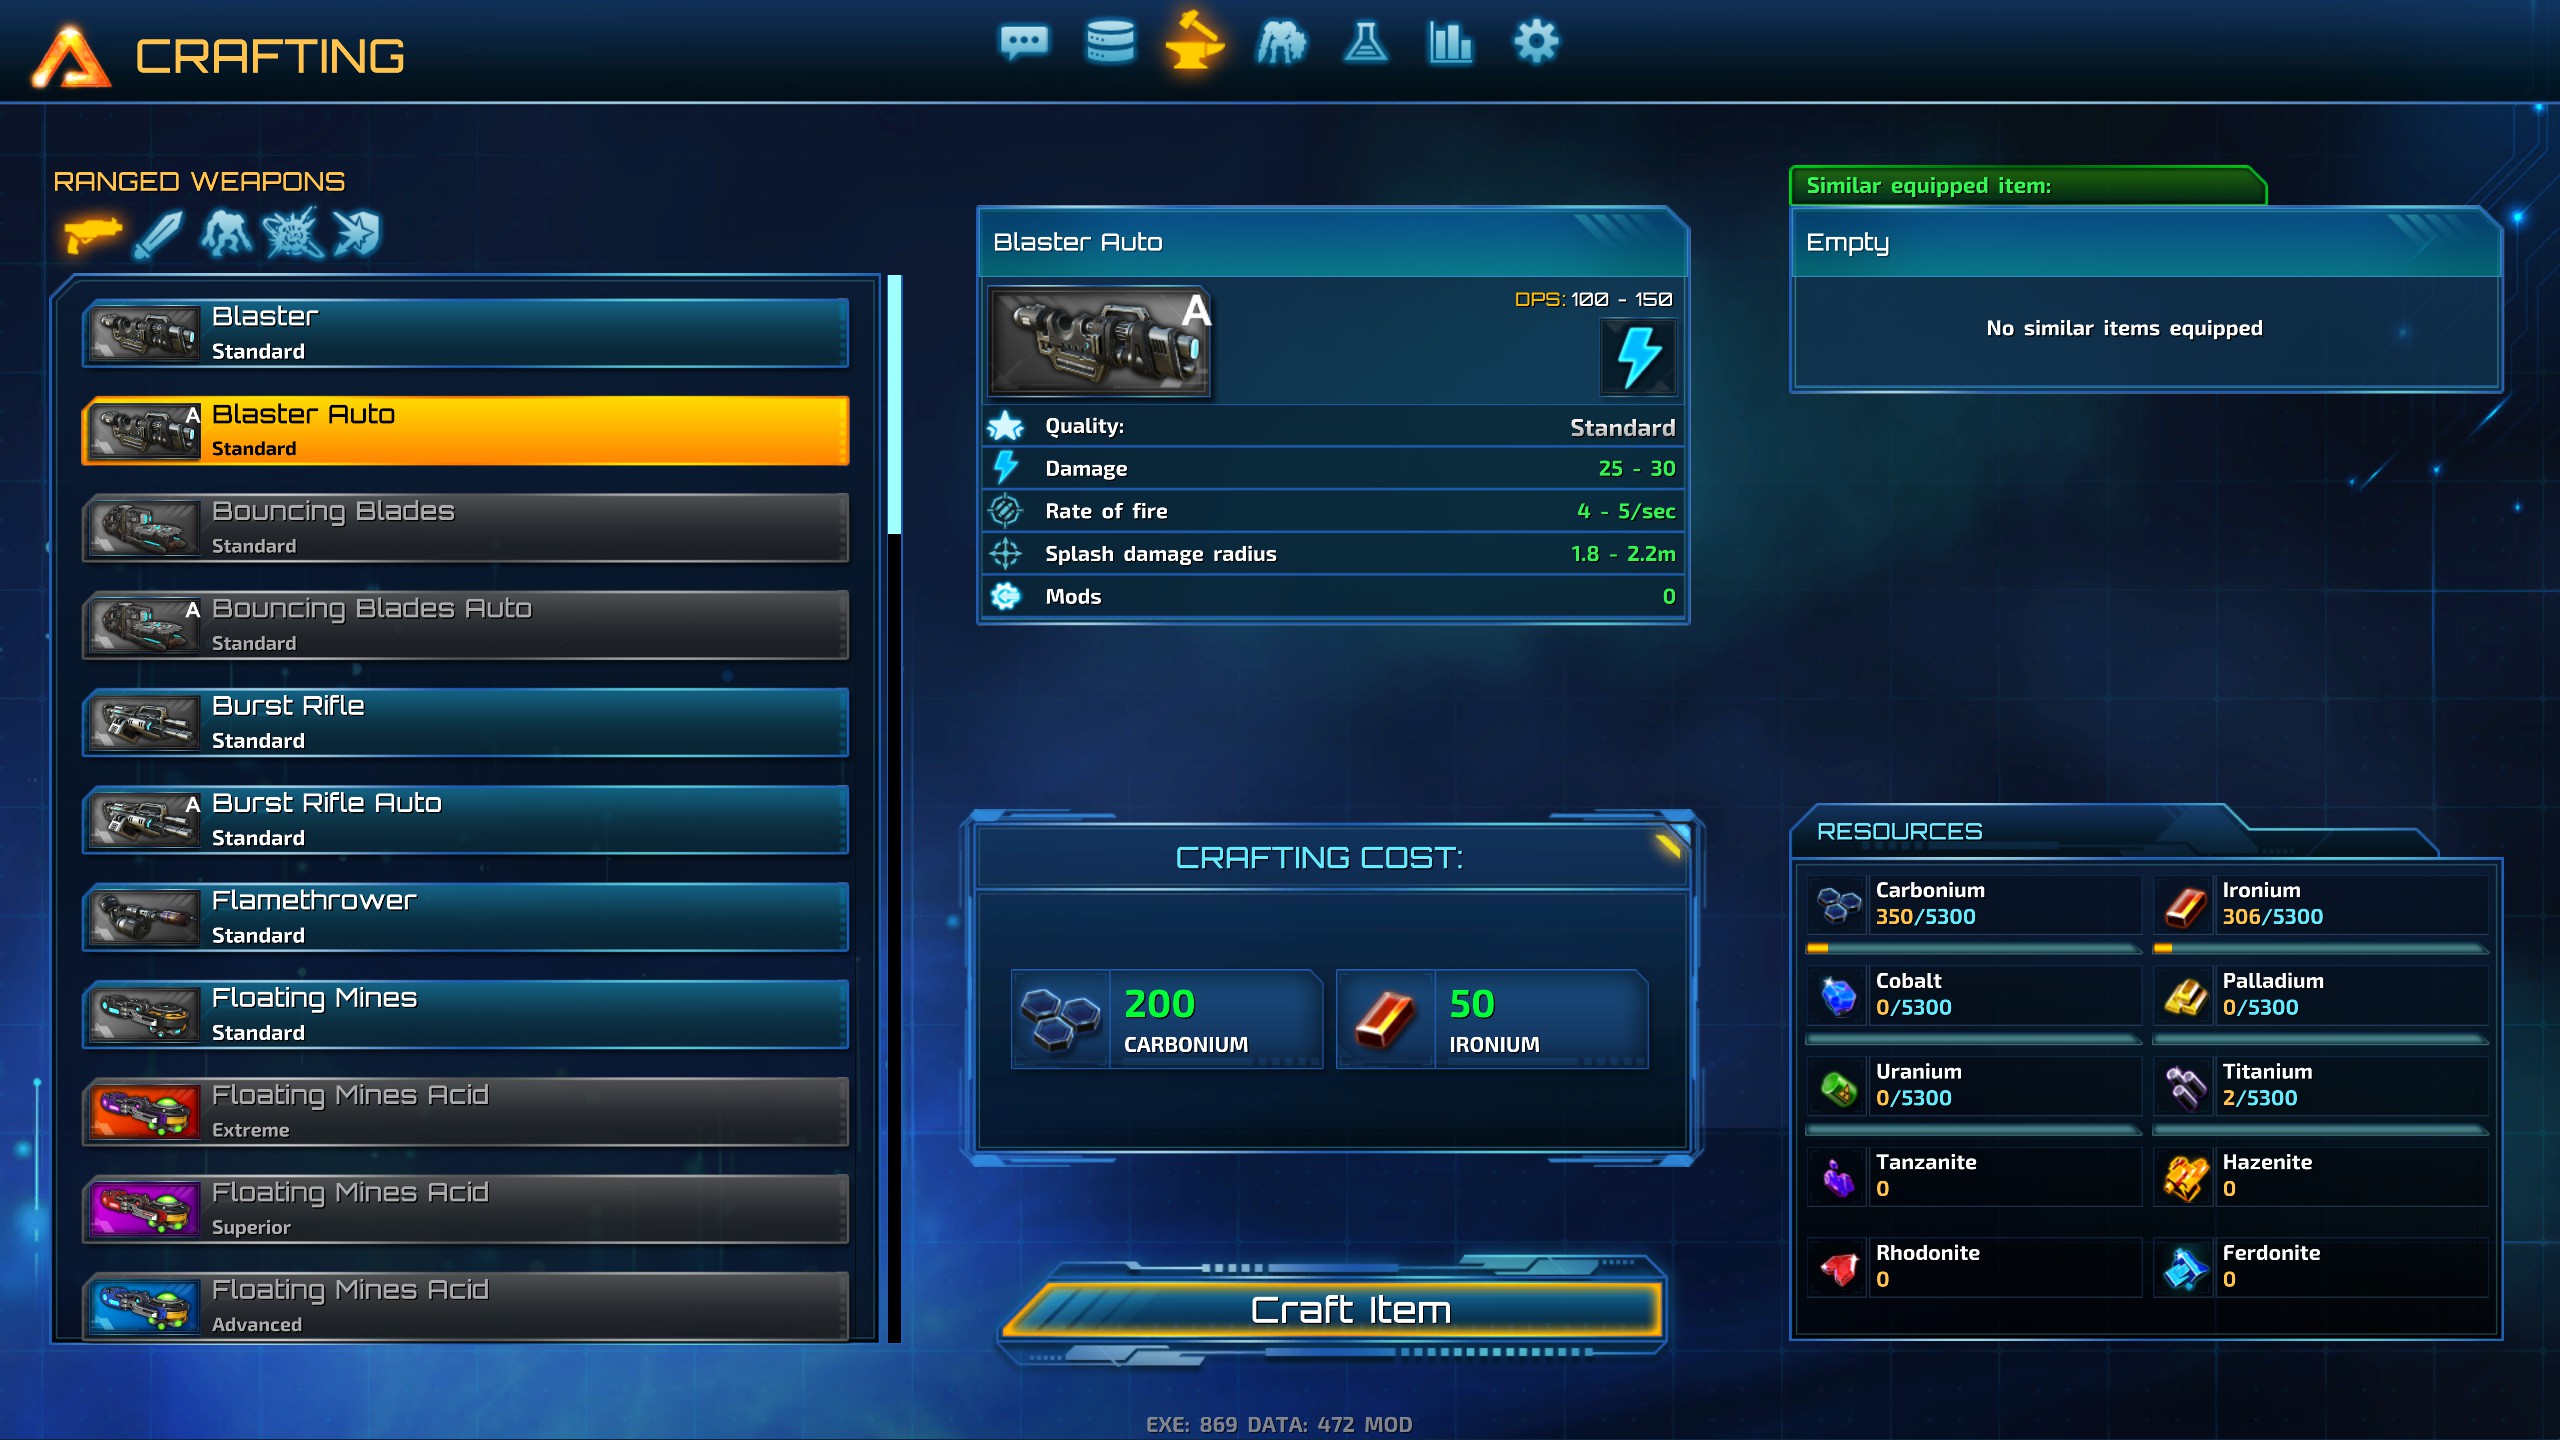 CRAFTING
RANGED WEAPONS
Blaster
Standard
A
Blaster Auto
Standard
Bouncing Blades
Standard
A
Bouncing Blades Auto
Standard
Burst Rifle
Standard
A
Burst Rifle Auto
Standard
Flamethrower
Standard
Floating Mines
Standard
Floating Mines Acid
Extreme
Floating Mines Acid
Superior
Floating Mines Acid
Advanced
Blaster Auto
A
DPS: 100 - 150
Quality: Standard
Damage 25 - 30
Rate of fire 4 - 5/sec
Splash damage radius 1.8 - 2.2m
Mods 0
CRAFTING COST:
200
CARBONIUM
50
IRONIUM
Craft Item
Similar equipped item:
Empty
No similar items equipped
RESOURCES
Carbonium
350/5300
Ironium
306/5300
Cobalt
0/5300
Palladium
0/5300
Uranium
0/5300
Titanium
2/5300
Tanzanite
0
Hazenite
0
Rhodonite
0
Ferdonite
0
EXE: 869 DATA: 472 MOD